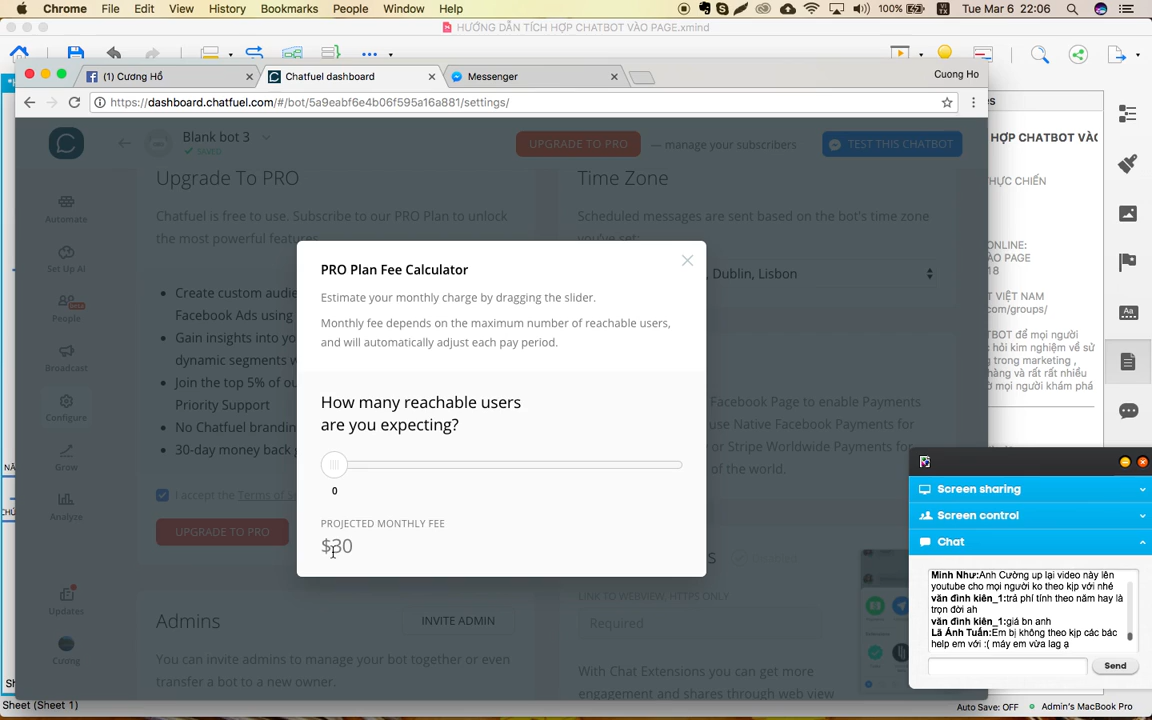 Chrome File Edit View History Bookmarks People Window Help 100% Tue Mar 6 22:06
HƯỚNG DẪN TÍCH HỢP CHATBOT VÀO PAGE.xmind
(1) Cương Hồ
Chatfuel dashboard
Messenger
Cuong Ho
https://dashboard.chatfuel.com/#/bot/5a9eabf6e4b06f595a16a881/settings/
Blank bot 3
SAVED
UPGRADE TO PRO
— manage your subscribers
TEST THIS CHATBOT
Automate
Set Up AI
People
Broadcast
Configure
Grow
Analyze
Updates
Cương
Upgrade To PRO
Chatfuel is free to use. Subscribe to our PRO Plan to unlock
the most powerful features
Create custom audie
Facebook Ads using
Gain insights into yo
dynamic segments w
Join the top 5% of ou
Priority Support
No Chatfuel branding
30-day money back g
I accept the Terms of S
UPGRADE TO PRO
Admins
INVITE ADMIN
You can invite admins to manage your bot together or even
transfer a bot to a new owner.
Time Zone
Scheduled messages are sent based on the bot's time zone
you've set:
, Dublin, Lisbon
Facebook Page to enable Payments.
use Native Facebook Payments for
or Stripe Worldwide Payments for
of the world.
LINK TO WEBVIEW, HTTPS ONLY
Required
With Chat Extensions you can get more
engagement and shares through web view
PRO Plan Fee Calculator
Estimate your monthly charge by dragging the slider.
Monthly fee depends on the maximum number of reachable users,
and will automatically adjust each pay period.
How many reachable users
are you expecting?
0
PROJECTED MONTHLY FEE
$30
HỢP CHATBOT VÀO
THỰC CHIẾN
ONLINE:
ÀO PAGE
18
T VIỆT NAM
com/groups/
ATBOT để mọi người
hỏi kim nghiệm về sử
g trong marketing ,
hàng và rất rất nhiều
ờ mọi người khám phá
Screen sharing
Screen control
Chat
Minh Như:Anh Cường up lại video này lên
youtube cho mọi người ko theo kịp với nhé
văn đình kiên_1:trả phí tính theo năm hay là
trọn đời ah
văn đình kiên_1:giá bn anh
Lã Ánh Tuấn:Em bị không theo kịp các bác
help em với :( máy em vừa lag ạ
Send
Sheet (Sheet 1)
Auto Save: OFF
Admin's MacBook Pro